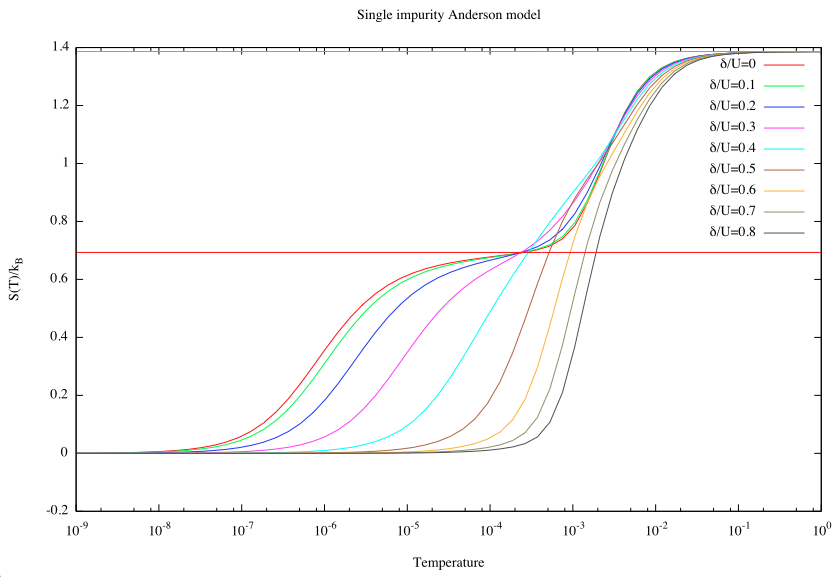 Single impurity Anderson model
1.4
1.2
1
0.8
0.6
0.4
0.2
0
-0.2
S(T)/k_B
δ/U=0
δ/U=0.1
δ/U=0.2
δ/U=0.3
δ/U=0.4
δ/U=0.5
δ/U=0.6
δ/U=0.7
δ/U=0.8
10^-9 10^-8 10^-7 10^-6 10^-5 10^-4 10^-3 10^-2 10^-1 10^0
Temperature